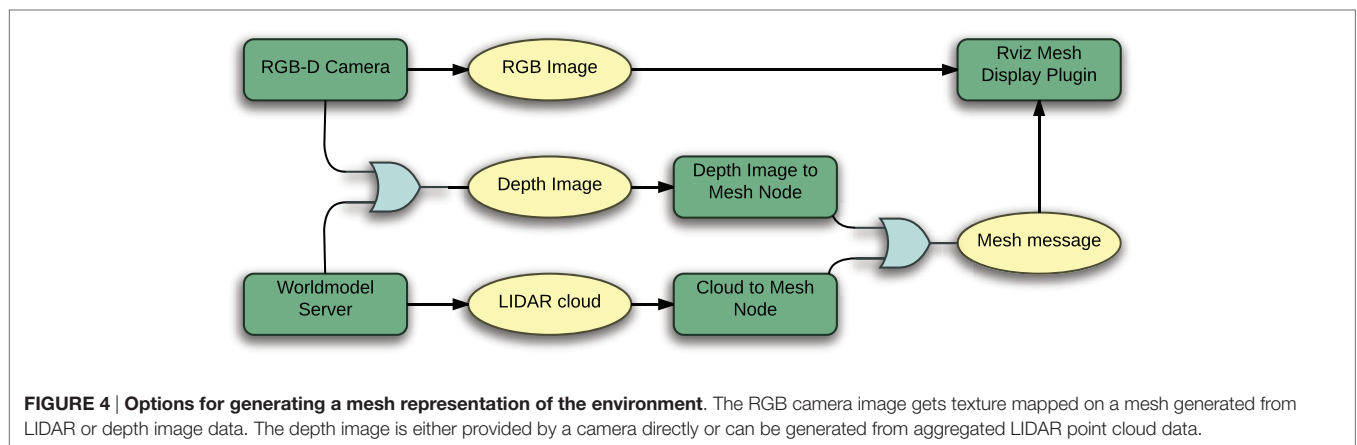 RGB-D Camera
RGB Image
Rviz Mesh
Display Plugin
Depth Image
Depth Image to
Mesh Node
Mesh message
Worldmodel
Server
LIDAR cloud
Cloud to Mesh
Node
FIGURE 4 | Options for generating a mesh representation of the environment. The RGB camera image gets texture mapped on a mesh generated from
LIDAR or depth image data. The depth image is either provided by a camera directly or can be generated from aggregated LIDAR point cloud data.